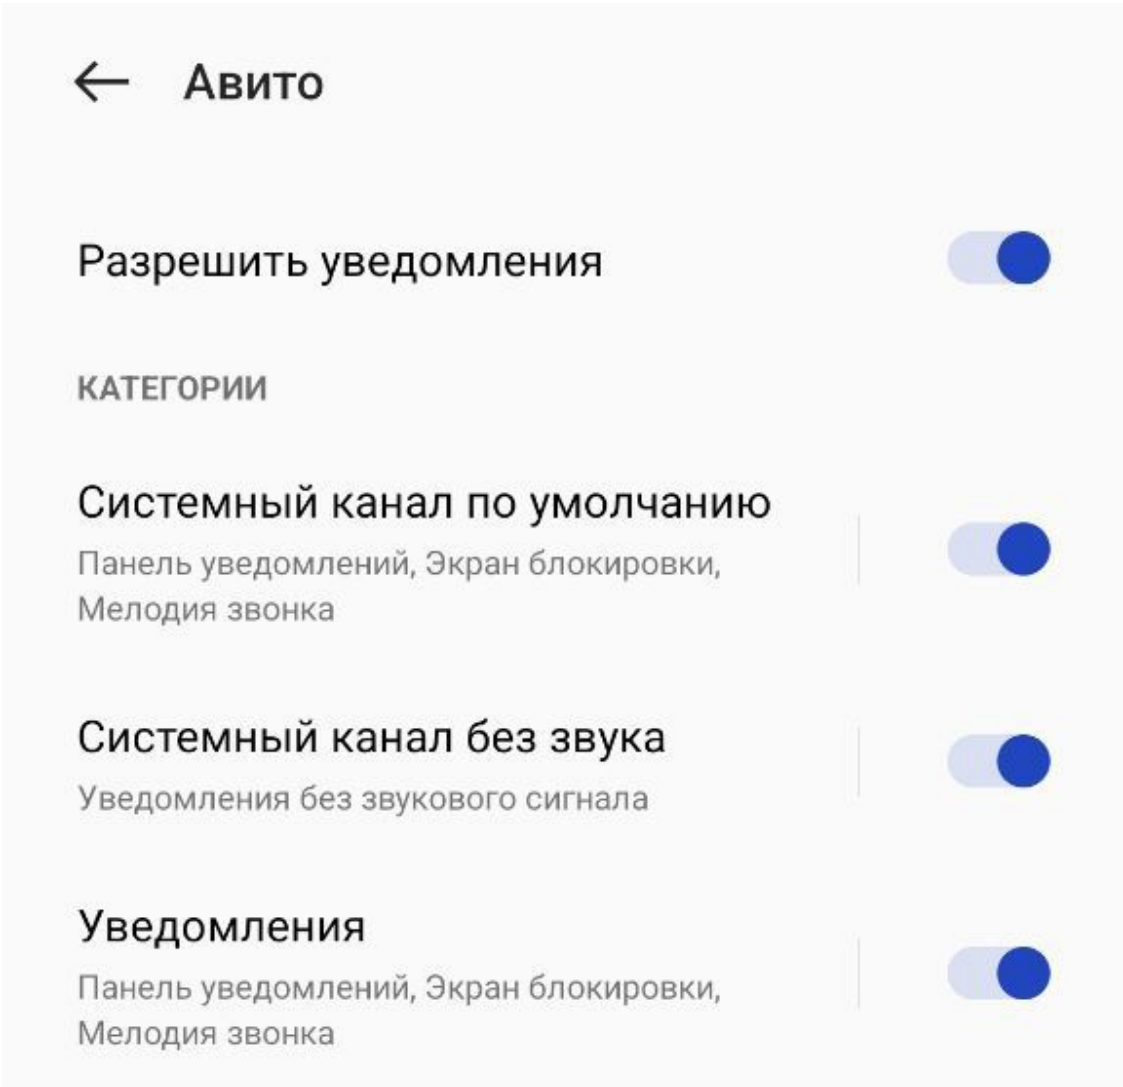 Авито
Разрешить уведомления
КАТЕГОРИИ
Системный канал по умолчанию
Панель уведомлений, Экран блокировки,
Мелодия звонка
Системный канал без звука
Уведомления без звукового сигнала
Уведомления
Панель уведомлений, Экран блокировки,
Мелодия звонка